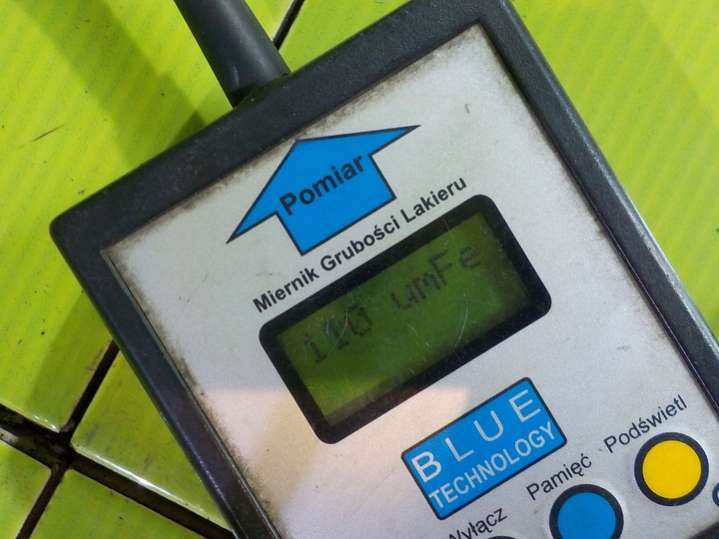 Pomiar
Miernik Grubości Lakieru
110 umFe
BLUE
TECHNOLOGY
Wyłącz
Pamięć
Podświetl